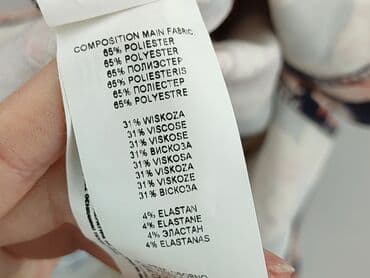 COMPOSITION MAIN FABRIC
65% POLIESTER
65% POLYESTER
65% ПОЛИЭСТЕР
65% POLIESTERIS
65% ПОЛІЕСТЕР
65% POLYESTRE
31% WISKOZA
31% VISCOSE
31% VISKOSE
31% ВИСКОЗА
31% VISKOSA
31% VISKOZA
31% VISKOZE
31% ВІСКОЗА
4% ELASTAN
4% ELASTANE
4% ЭЛАСТАН
4% ELASTANAS